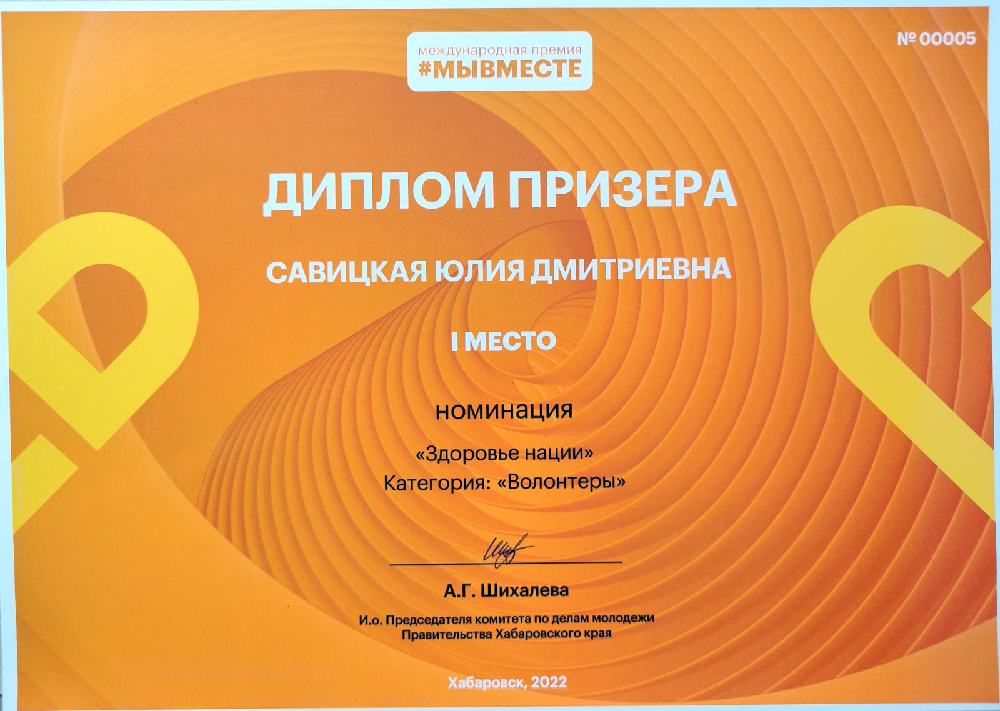 № 00005
международная премия
#МЫВМЕСТЕ
ДИПЛОМ ПРИЗЕРА
САВИЦКАЯ ЮЛИЯ ДМИТРИЕВНА
I МЕСТО
номинация
«Здоровье нации»
Категория: «Волонтеры»
А.Г. Шихалева
И.о. Председателя комитета по делам молодежи
Правительства Хабаровского края
Хабаровск, 2022